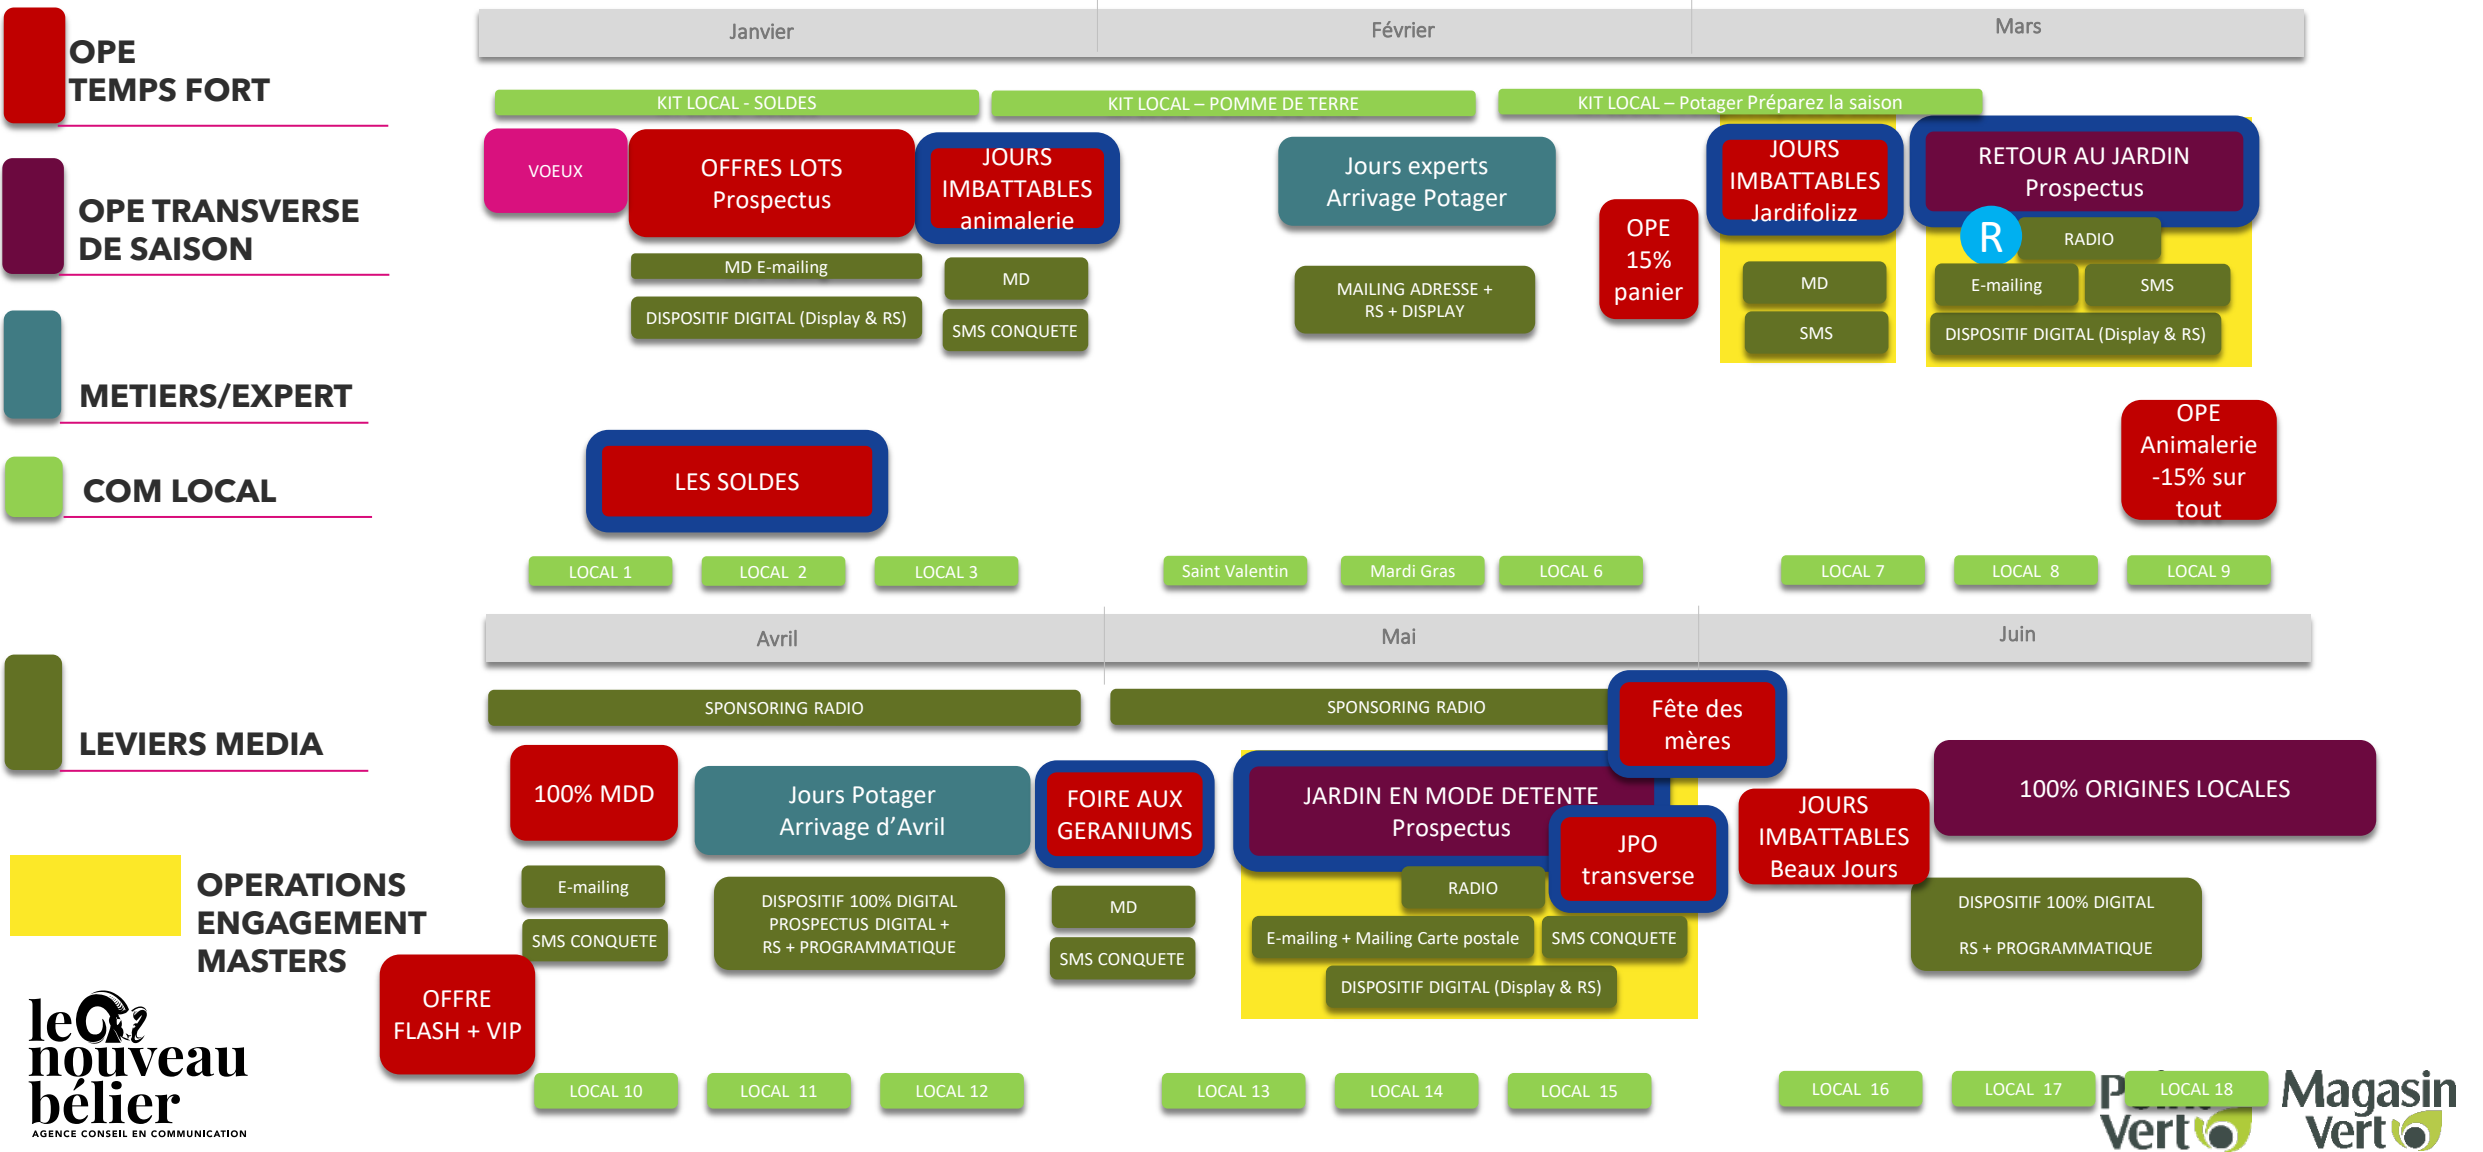 OPE
TEMPS FORT
OPE TRANSVERSE
DE SAISON
METIERS/EXPERT
COM LOCAL
LEVIERS MEDIA
OPERATIONS
ENGAGEMENT
MASTERS
Janvier
Février
Mars
KIT LOCAL - SOLDES
KIT LOCAL – POMME DE TERRE
KIT LOCAL – Potager Préparez la saison
VOEUX
OFFRES LOTS
Prospectus
JOURS
IMBATTABLES
animalerie
Jours experts
Arrivage Potager
OPE
15%
panier
JOURS
IMBATTABLES
Jardifolizz
RETOUR AU JARDIN
Prospectus
R
RADIO
MD E-mailing
DISPOSITIF DIGITAL (Display & RS)
MD
SMS CONQUETE
MAILING ADRESSE +
RS + DISPLAY
MD
SMS
E-mailing
SMS
DISPOSITIF DIGITAL (Display & RS)
LES SOLDES
OPE
Animalerie
-15% sur
tout
LOCAL 1
LOCAL 2
LOCAL 3
Saint Valentin
Mardi Gras
LOCAL 6
LOCAL 7
LOCAL 8
LOCAL 9
Avril
Mai
Juin
SPONSORING RADIO
SPONSORING RADIO
Fête des
mères
100% MDD
Jours Potager
Arrivage d'Avril
FOIRE AUX
GERANIUMS
JARDIN EN MODE DETENTE
Prospectus
JPO
transverse
JOURS
IMBATTABLES
Beaux Jours
100% ORIGINES LOCALES
E-mailing
SMS CONQUETE
DISPOSITIF 100% DIGITAL
PROSPECTUS DIGITAL +
RS + PROGRAMMATIQUE
MD
SMS CONQUETE
RADIO
E-mailing + Mailing Carte postale
SMS CONQUETE
DISPOSITIF DIGITAL (Display & RS)
DISPOSITIF 100% DIGITAL
RS + PROGRAMMATIQUE
OFFRE
FLASH + VIP
LOCAL 10
LOCAL 11
LOCAL 12
LOCAL 13
LOCAL 14
LOCAL 15
LOCAL 16
LOCAL 17
LOCAL 18
le
nouveau
bélier
AGENCE CONSEIL EN COMMUNICATION
Vert
Magasin
Vert